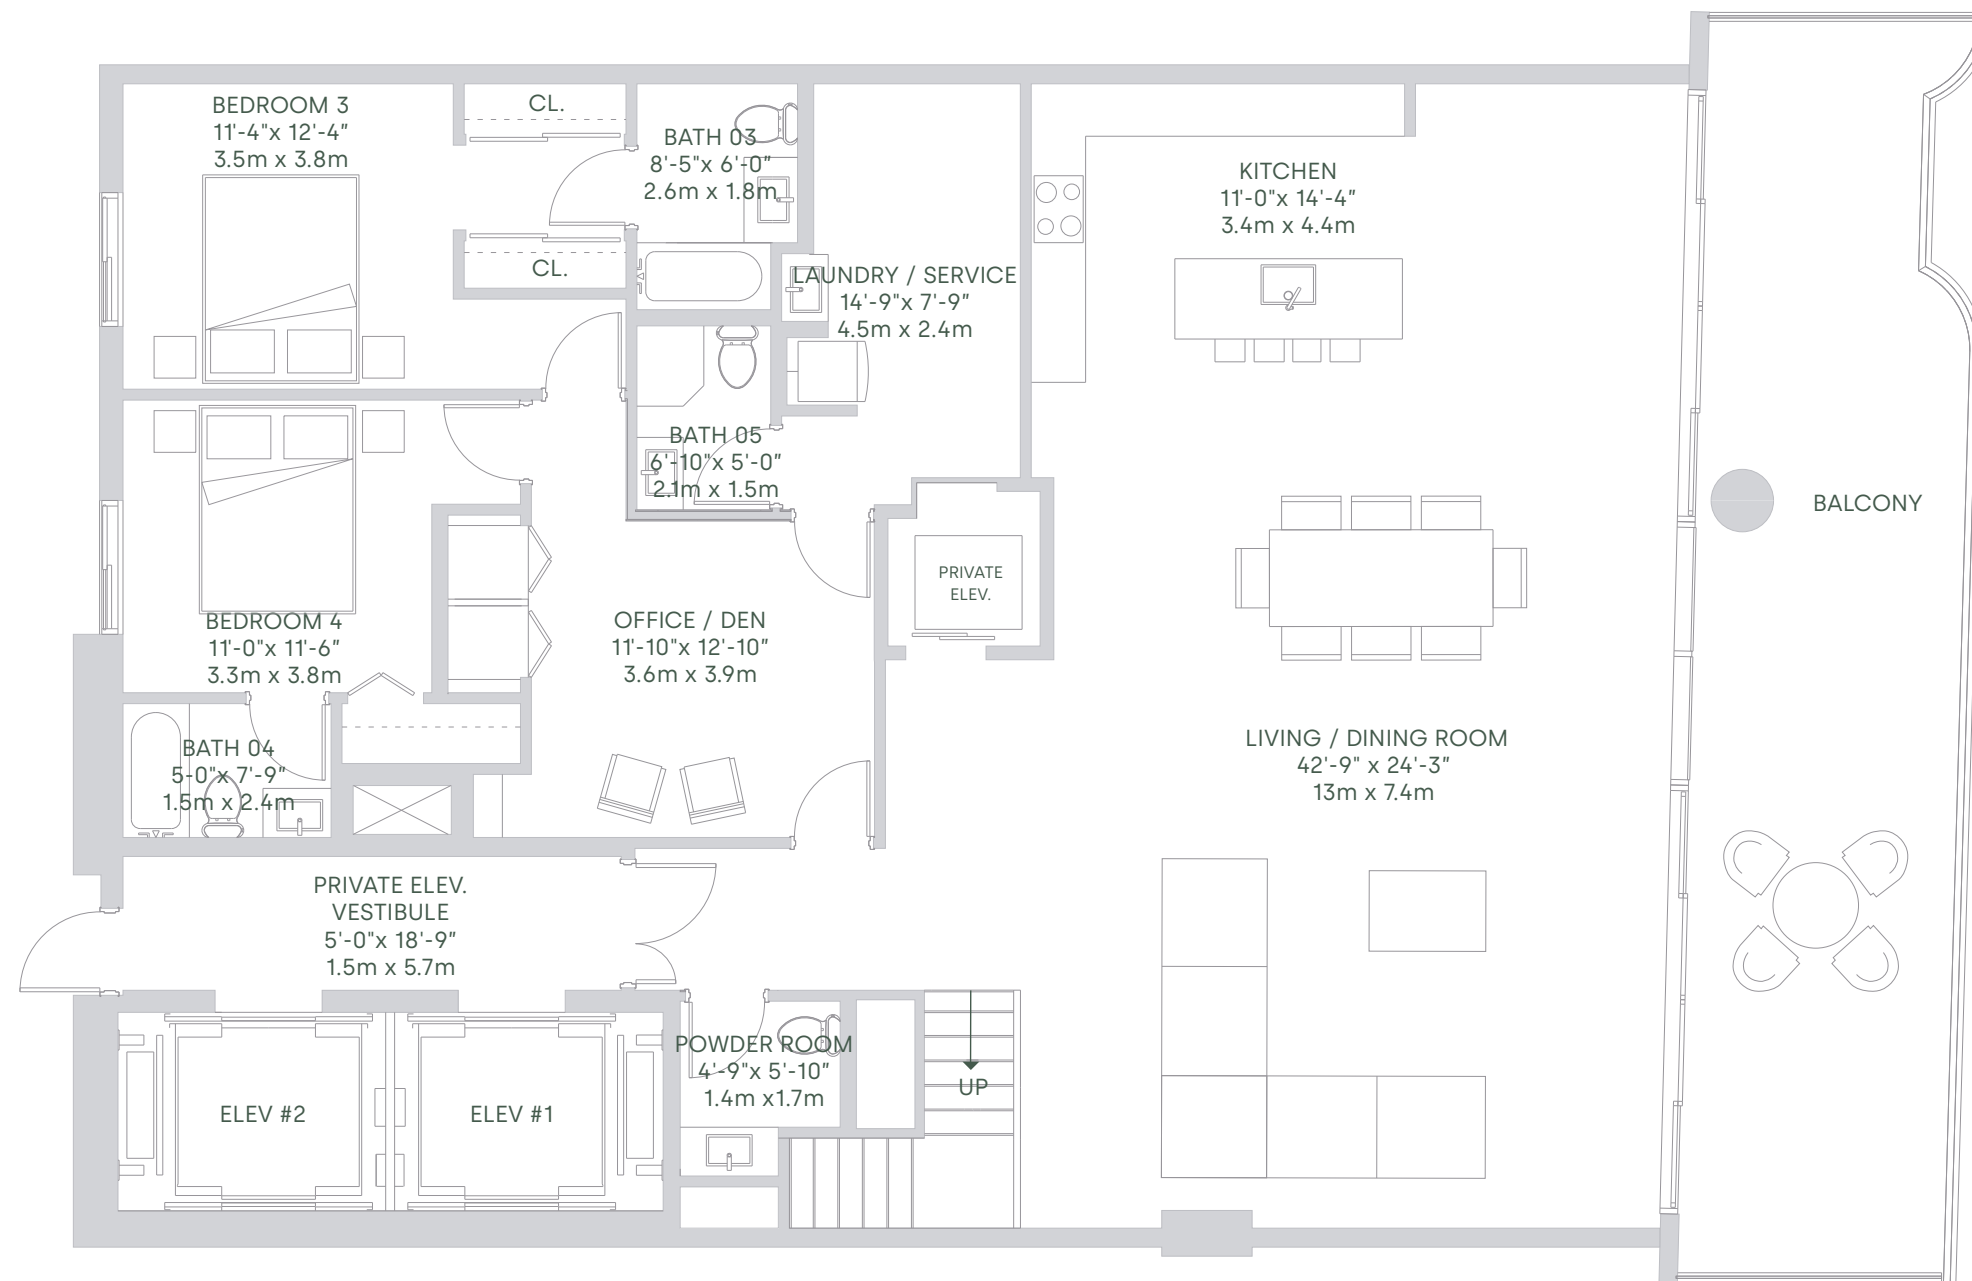 BEDROOM 3
11'-4"x 12'-4"
3.5m x 3.8m
CL.
CL.
BATH 03
8'-5"x 6'-0"
2.6m x 1.8m
LAUNDRY / SERVICE
14'-9"x 7'-9"
4.5m x 2.4m
KITCHEN
11'-0"x 14'-4"
3.4m x 4.4m
BATH 05
6'-10"x 5'-0"
2.1m x 1.5m
BALCONY
PRIVATE
ELEV.
BEDROOM 4
11'-0"x 11'-6"
3.3m x 3.8m
OFFICE / DEN
11'-10"x 12'-10"
3.6m x 3.9m
BATH 04
5-0"x 7'-9"
1.5m x 2.4m
LIVING / DINING ROOM
42'-9" x 24'-3"
13m x 7.4m
PRIVATE ELEV.
VESTIBULE
5'-0"x 18'-9"
1.5m x 5.7m
POWDER ROOM
4'-9"x 5'-10"
1.4m x1.7m
UP
ELEV #2
ELEV #1